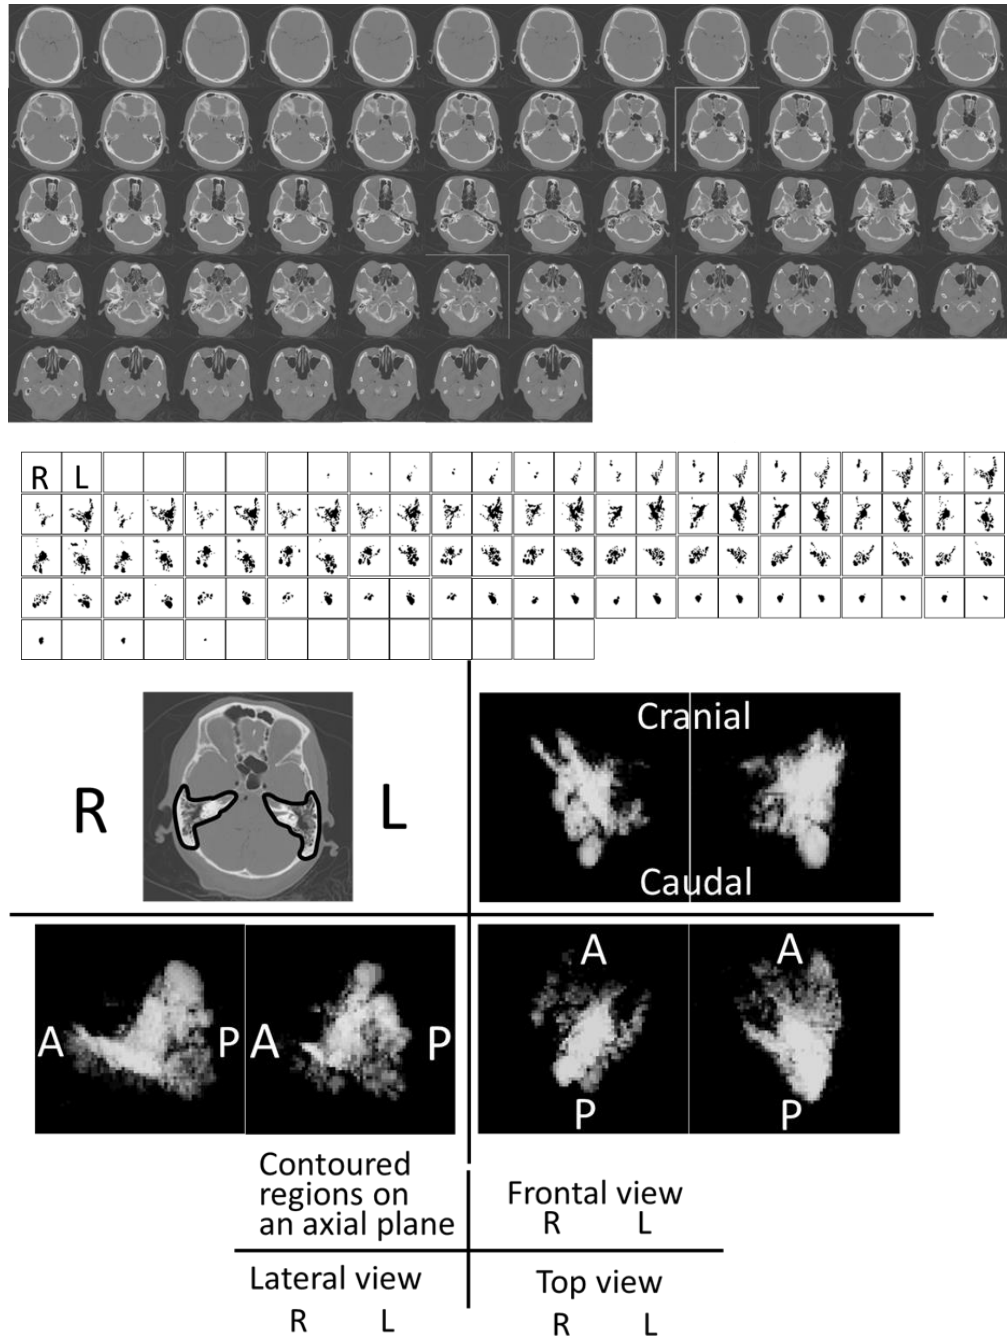 R L
R L
Cranial
Caudal
A P A P
A A
P P
Contoured
regions on
an axial plane
Frontal view
R L
Lateral view
R L
Top view
R L